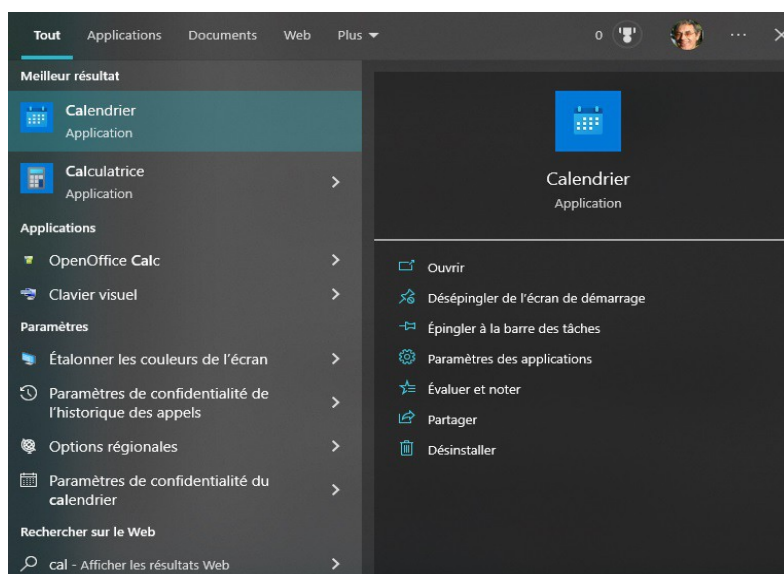 Tout Applications Documents Web Plus 0 ...
Meilleur résultat
Calendrier
Application
Calculatrice
Application
Applications
OpenOffice Calc
Clavier visuel
Paramètres
Étalonner les couleurs de l'écran
Paramètres de confidentialité de
l'historique des appels
Options régionales
Paramètres de confidentialité du
calendrier
Rechercher sur le Web
cal - Afficher les résultats Web
Calendrier
Application
Ouvrir
Désépingler de l'écran de démarrage
Épingler à la barre des tâches
Paramètres des applications
Évaluer et noter
Partager
Désinstaller